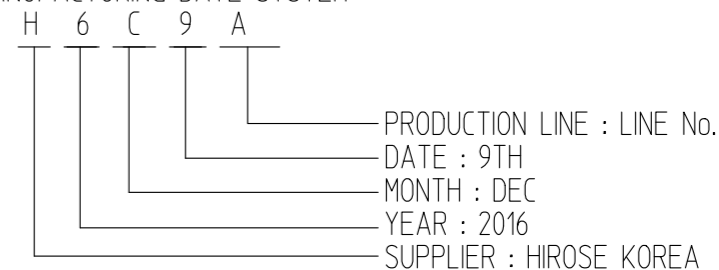 H 6 C 9 A
PRODUCTION LINE : LINE No.
DATE : 9TH
MONTH : DEC
YEAR : 2016
SUPPLIER : HIROSE KOREA